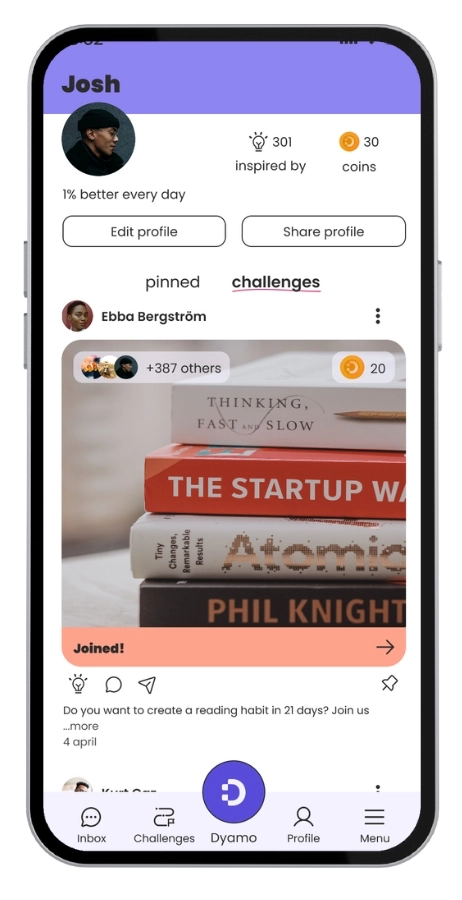 Josh
301
30
inspired by
coins
1% better every day
Edit profile
Share profile
pinned
challenges
Ebba Bergström
+387 others
20
THINKING,
FAST AND SLOW
THE STARTUP WA
Tiny
Changes,
Remarkable
Results
Atomic
PHIL KNIGHT
Joined!
Do you want to create a reading habit in 21 days? Join us
...more
4 april
Inbox
Challenges
Dyamo
Profile
Menu